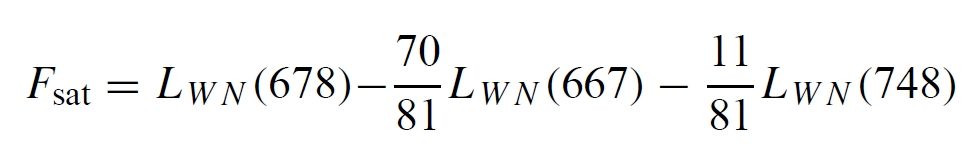 F_sat = L_WN(678) − 70/81 L_WN(667) − 11/81 L_WN(748)